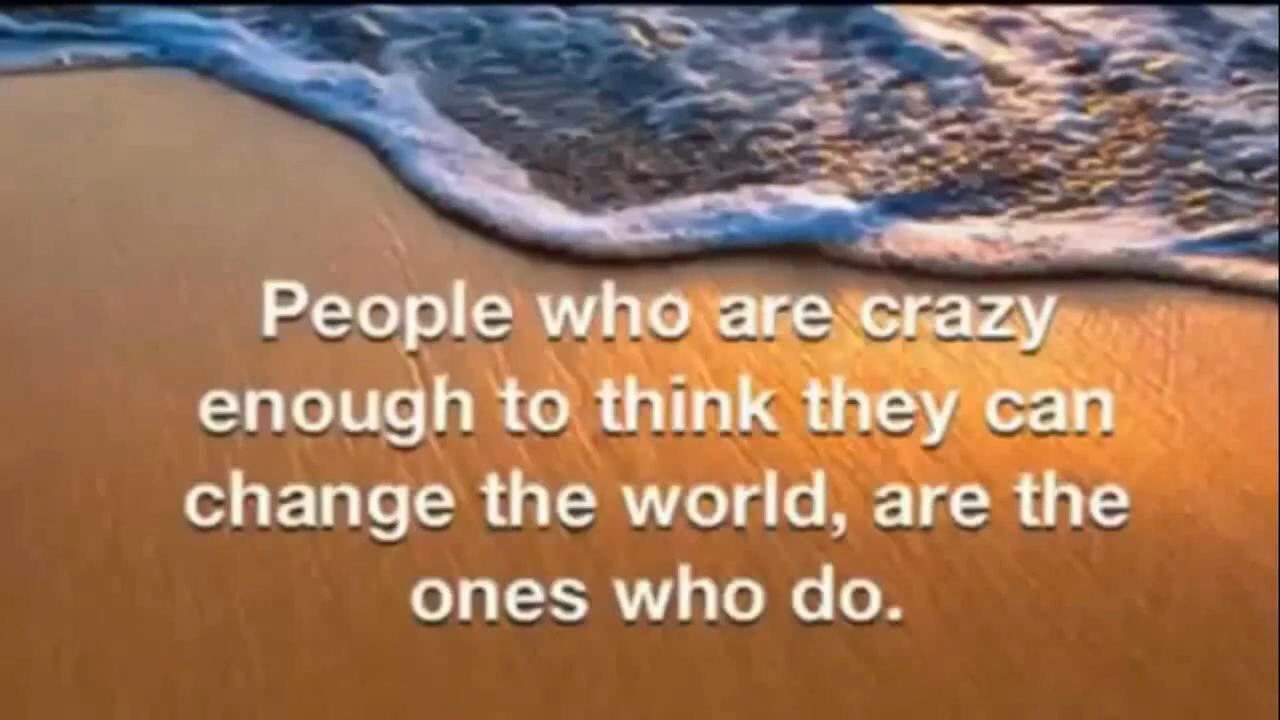 People who are crazy
enough to think they can
change the world, are the
ones who do.